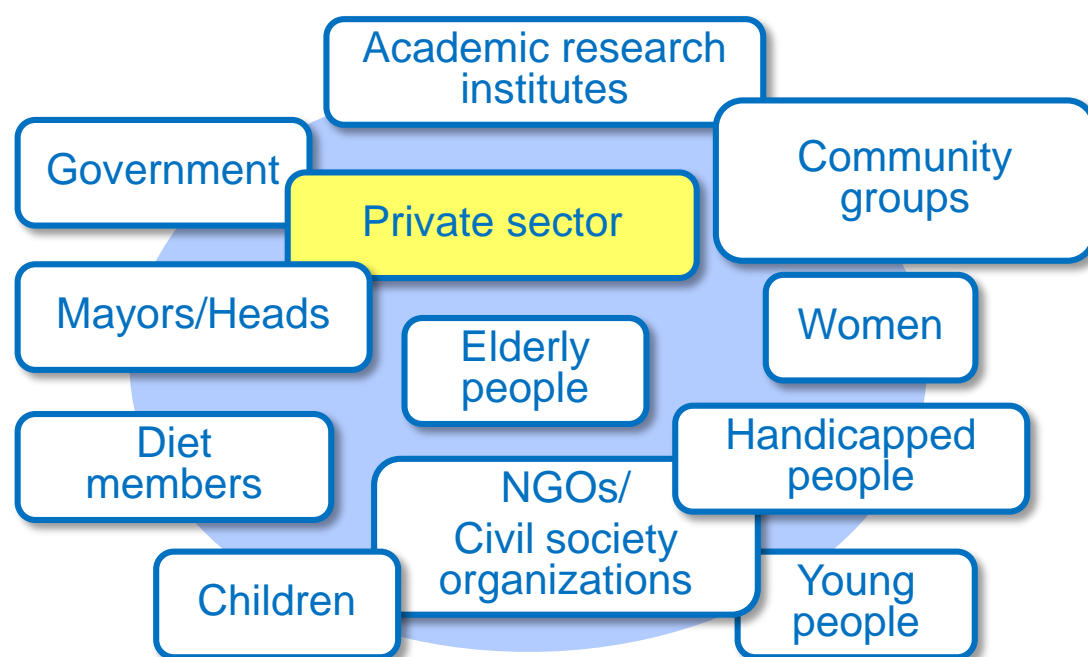 Academic research
institutes
Government
Community
groups
Private sector
Mayors/Heads
Women
Elderly
people
Diet
members
Handicapped
people
NGOs/
Civil society
organizations
Children
Young
people